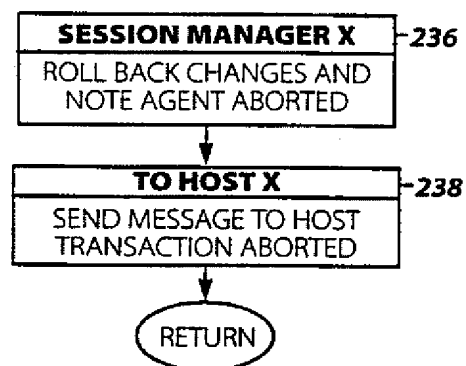 SESSION MANAGER X
236
ROLL BACK CHANGES AND
NOTE AGENT ABORTED
TO HOST X
238
SEND MESSAGE TO HOST
TRANSACTION ABORTED
RETURN